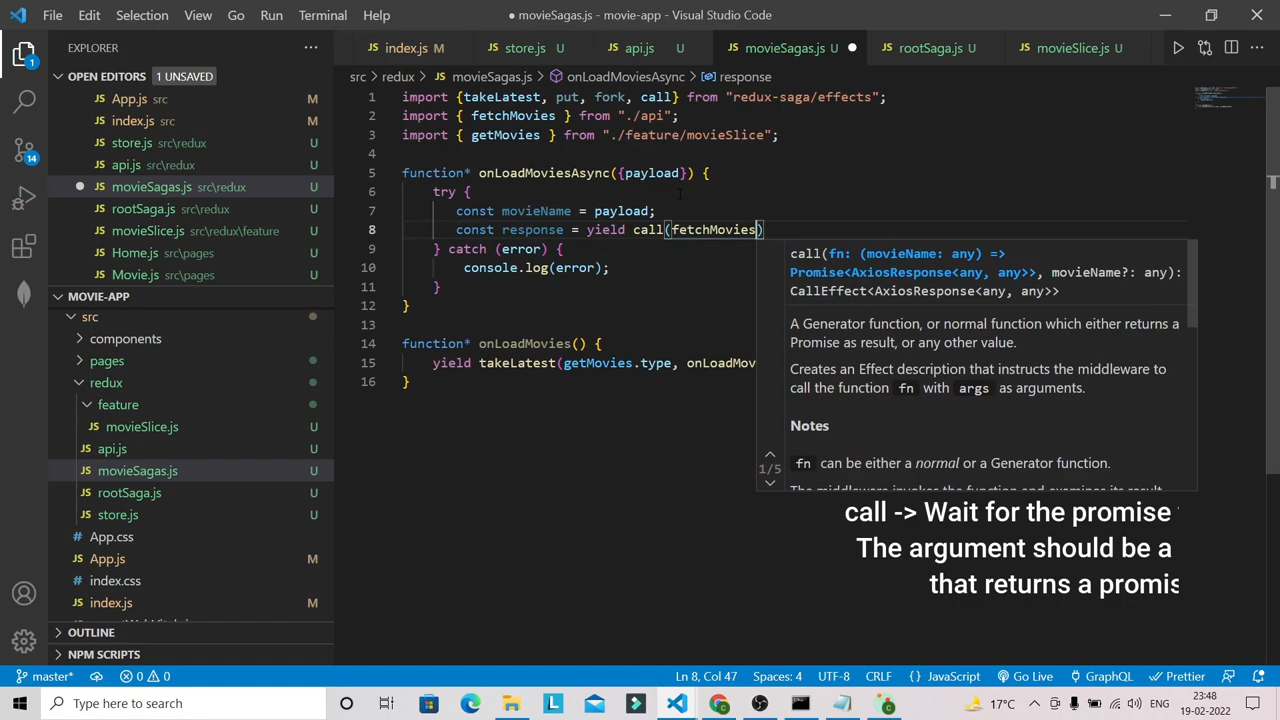 File Edit Selection View Go Run Terminal Help
● movieSagas.js - movie-app - Visual Studio Code
EXPLORER
index.js M
store.js U
api.js U
movieSagas.js U
rootSaga.js U
movieSlice.js U
OPEN EDITORS 1 UNSAVED
App.js src M
index.js src M
store.js src\redux U
api.js src\redux U
movieSagas.js src\redux U
rootSaga.js src\redux U
movieSlice.js src\redux\feature U
Home.js src\pages U
Movie.js src\pages U
MOVIE-APP
src
components
pages
redux
feature
movieSlice.js U
api.js U
movieSagas.js U
rootSaga.js U
store.js U
App.css
App.js M
index.css
index.js M
OUTLINE
NPM SCRIPTS
1
14
src > redux > JS movieSagas.js > onLoadMoviesAsync > response
1 import {takeLatest, put, fork, call} from "redux-saga/effects";
2 import { fetchMovies } from "./api";
3 import { getMovies } from "./feature/movieSlice";
4
5 function* onLoadMoviesAsync({payload}) {
6 try {
7 const movieName = payload;
8 const response = yield call(fetchMovies)
9 } catch (error) {
10 console.log(error);
11 }
12 }
13
14 function* onLoadMovies() {
15 yield takeLatest(getMovies.type, onLoadMov
16 }
call(fn: (movieName: any) =>
Promise<AxiosResponse<any, any>>, movieName?: any):
CallEffect<AxiosResponse<any, any>>
A Generator function, or normal function which either returns a
Promise as result, or any other value.
Creates an Effect description that instructs the middleware to
call the function fn with args as arguments.
Notes
1/5
fn can be either a normal or a Generator function.
The middleware invokes the function and examines its result.
call -> Wait for the promise
The argument should be a
that returns a promis
master* 0 0
Ln 8, Col 47 Spaces: 4 UTF-8 CRLF {} JavaScript Go Live GraphQL Prettier
Type here to search
17°C ENG
23:48
19-02-2022